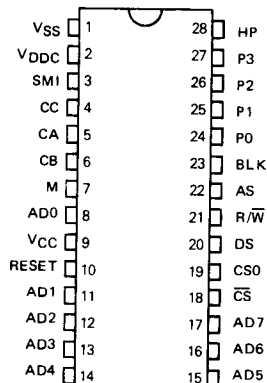 VSS 1 28 HP
VDDC 2 27 P3
SMI 3 26 P2
CC 4 25 P1
CA 5 24 P0
CB 6 23 BLK
M 7 22 AS
AD0 8 21 R/W̅
VCC 9 20 DS
RESET 10 19 CS0
AD1 11 18 C̅S̅
AD2 12 17 AD7
AD3 13 16 AD6
AD4 14 15 AD5